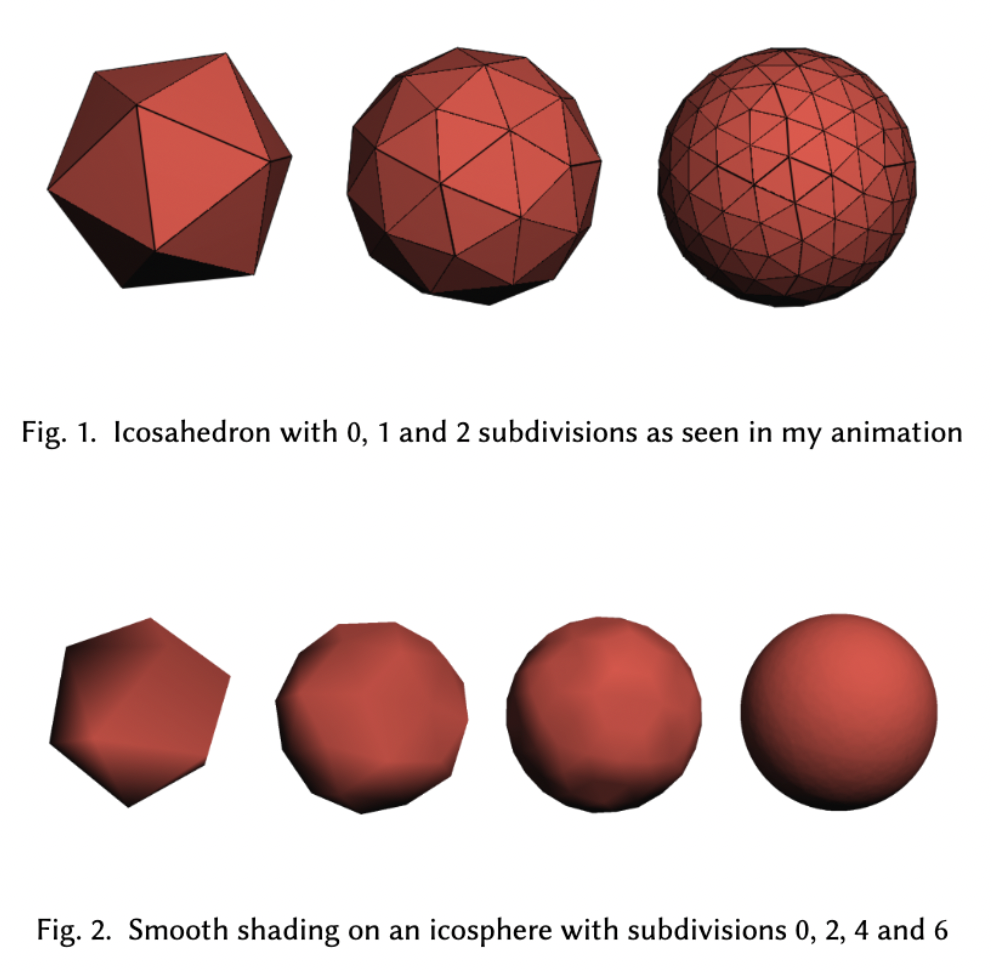 Fig. 1. Icosahedron with 0, 1 and 2 subdivisions as seen in my animation
Fig. 2. Smooth shading on an icosphere with subdivisions 0, 2, 4 and 6